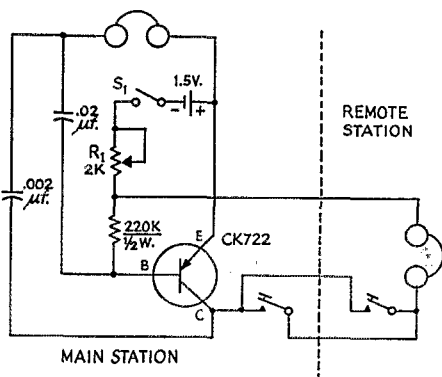 S1
1.5V.
- +
REMOTE
STATION
.02
µf.
R1
2K
.002
µf.
220K
½W.
E
CK722
B
C
MAIN STATION